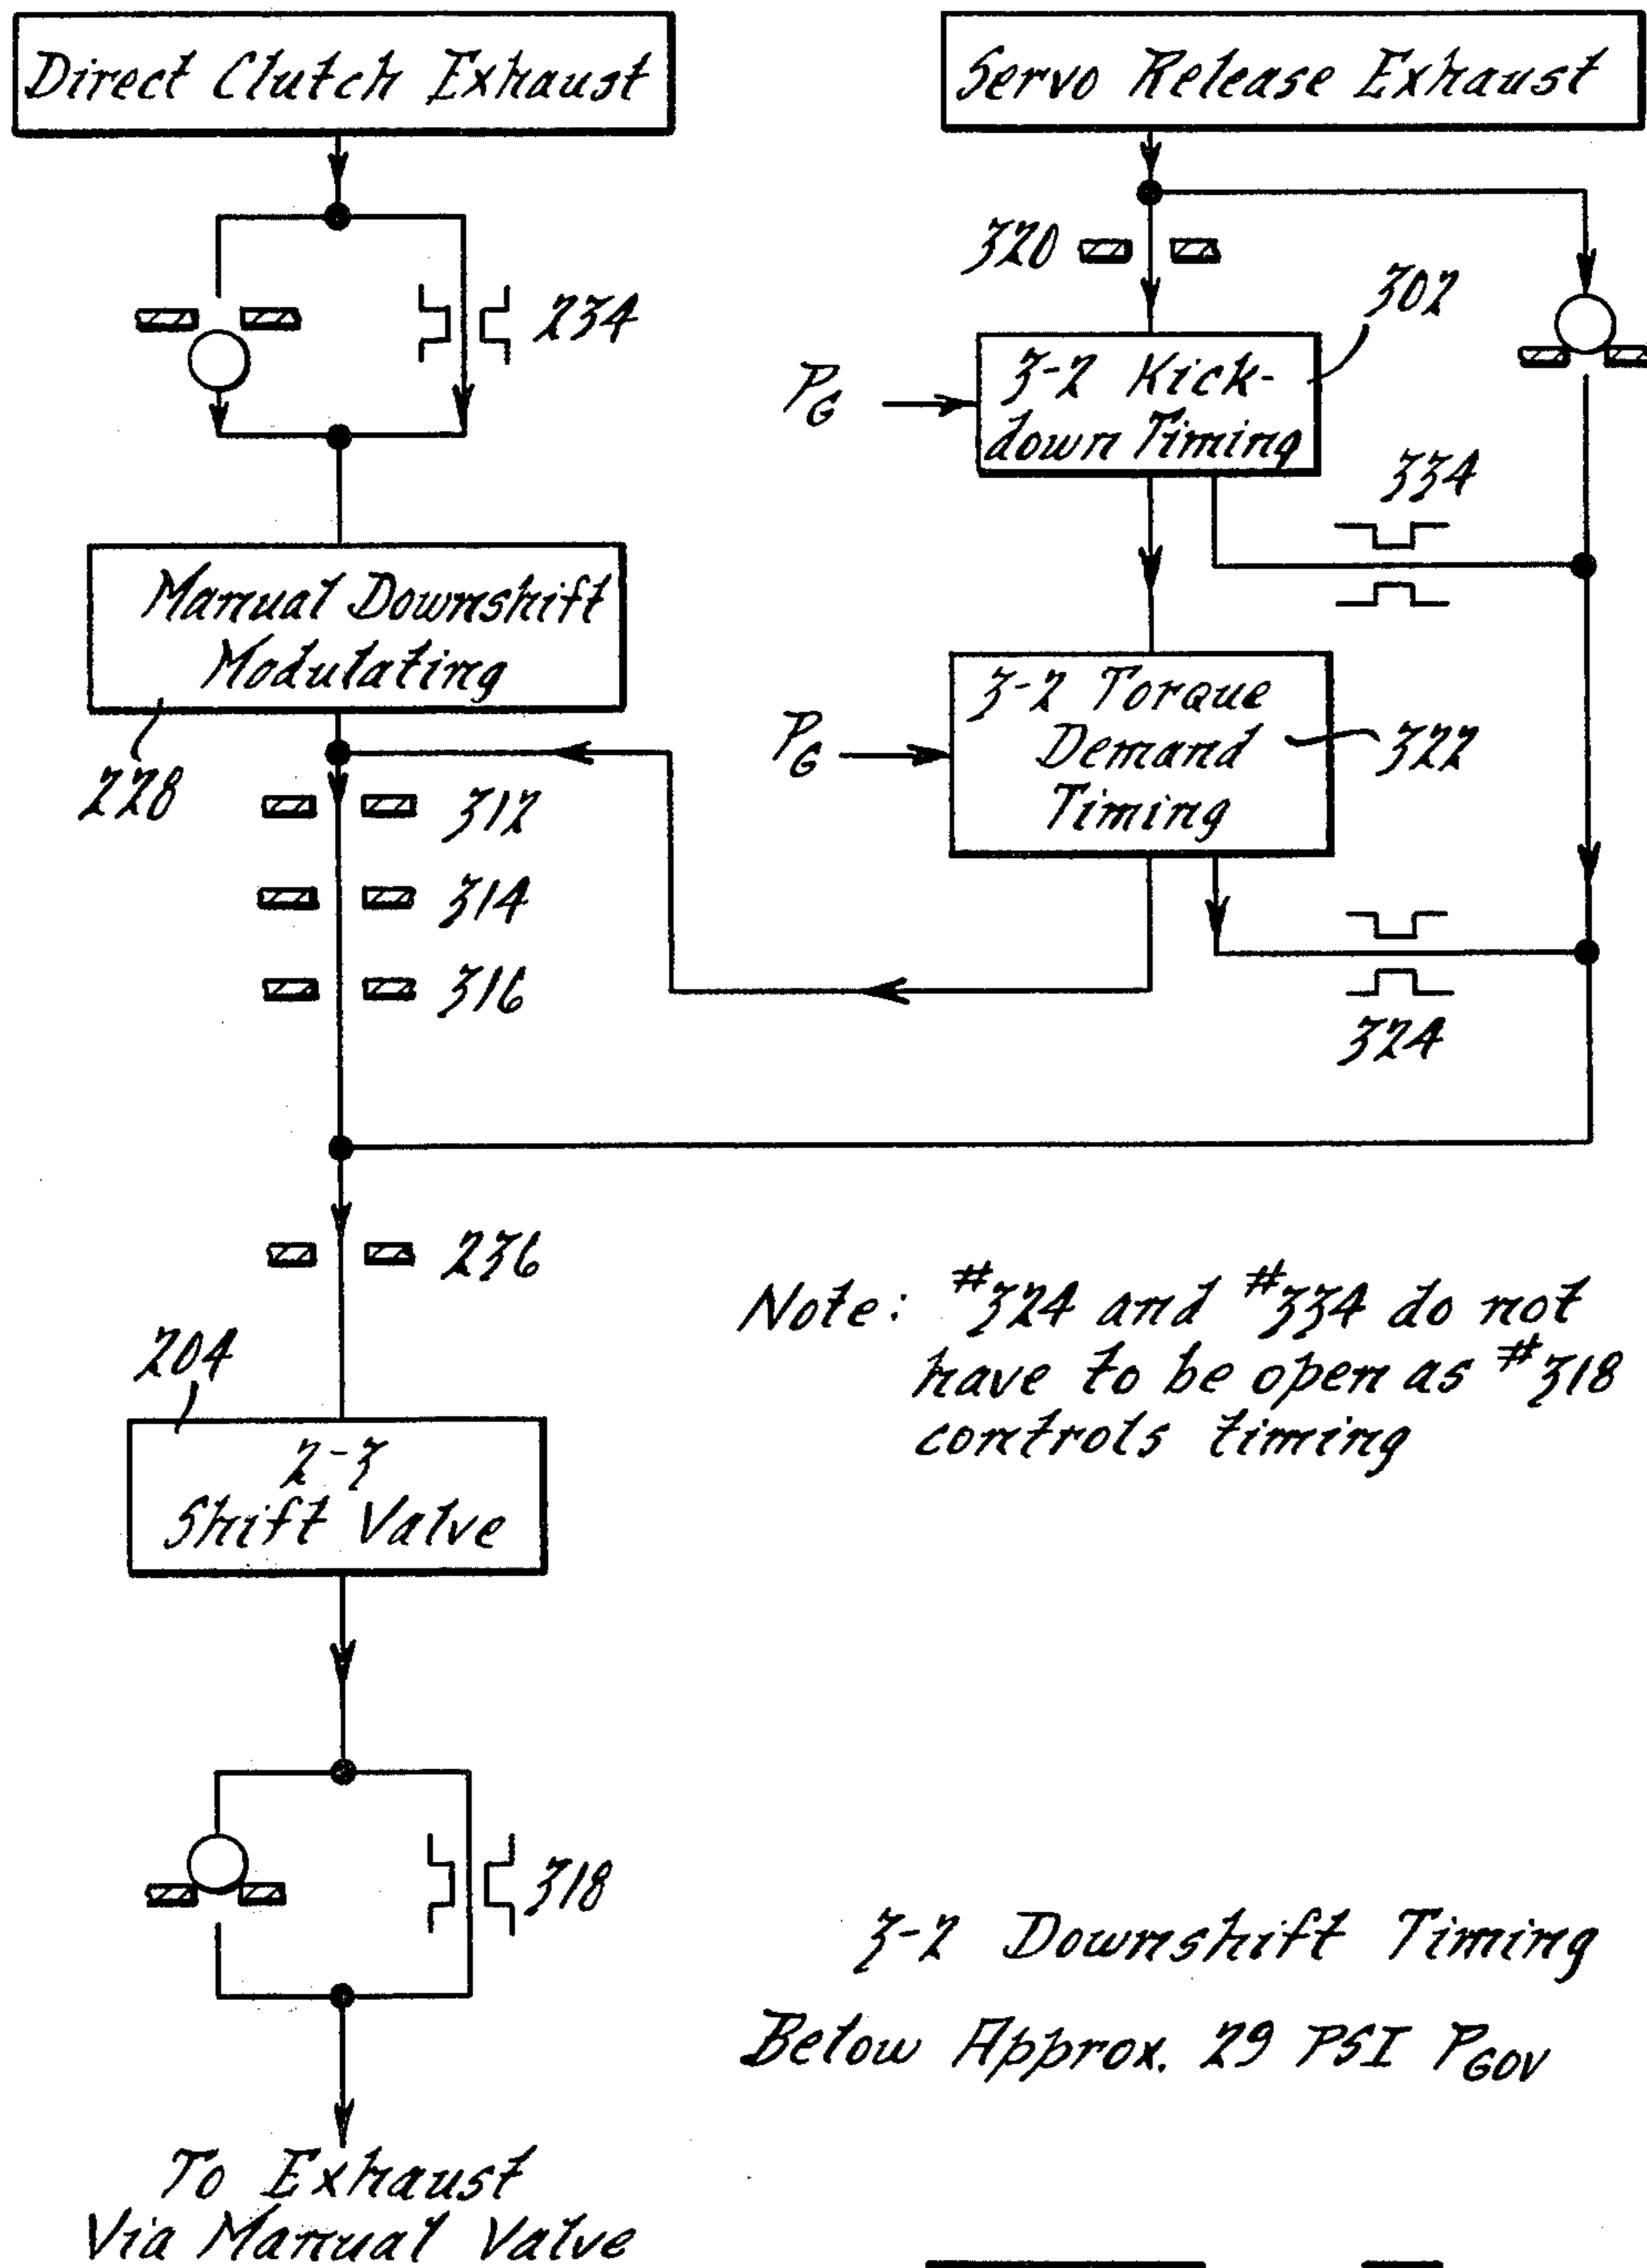 Direct Clutch Exhaust
Servo Release Exhaust
234
320
302
PG
3-2 Kick-
down Timing
334
Manual Downshift
Modulating
228
PG
3-2 Torque
Demand
Timing
322
312
314
316
324
236
Note: #324 and #334 do not
have to be open as #318
controls timing
204
2-3
Shift Valve
318
3-2 Downshift Timing
Below Approx. 29 PSI PGOV
To Exhaust
Via Manual Valve